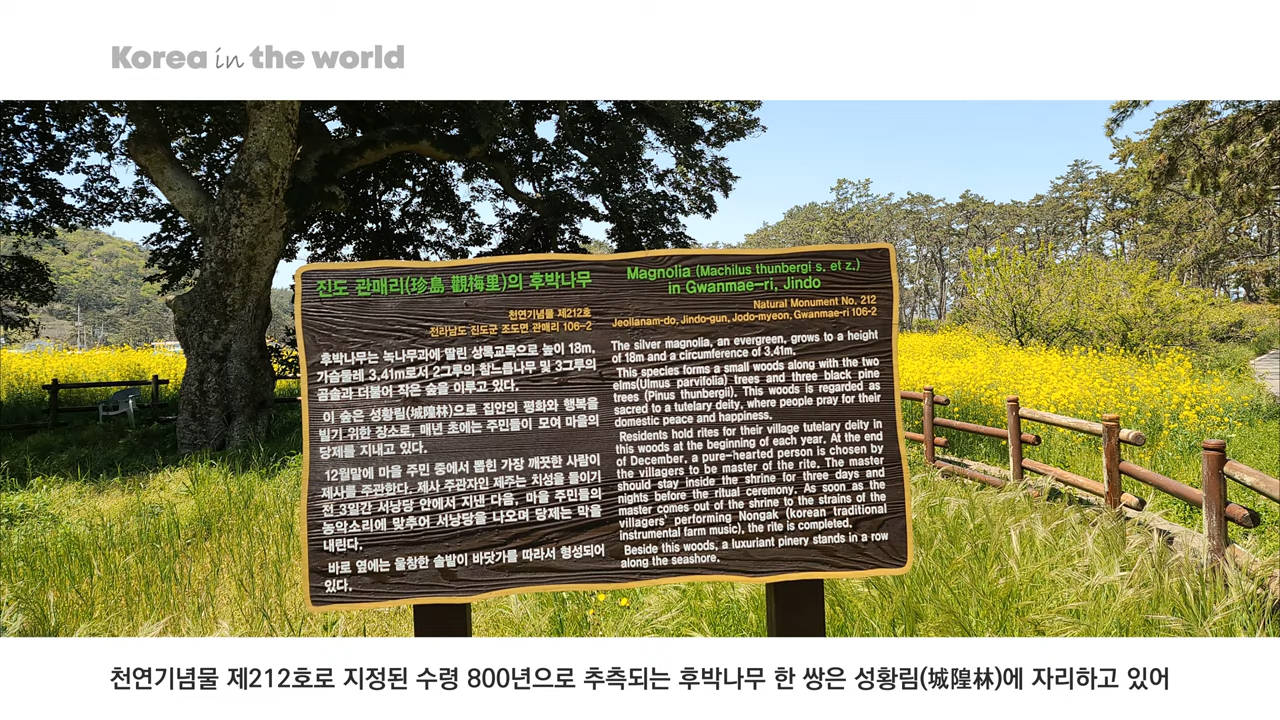 Korea in the world
진도 관매리(珍島 觀梅里)의 후박나무
천연기념물 제212호
전라남도 진도군 조도면 관매리 106-2
후박나무는 녹나무과에 딸린 상록교목으로 높이 18m,
가슴둘레 3.41m로서 2그루의 참느릅나무 및 3그루의
곰솔과 더불어 작은 숲을 이루고 있다.
이 숲은 성황림(城隍林)으로 집안의 평화와 행복을
빌기 위한 장소로, 매년 초에는 주민들이 모여 마을의
당제를 지내고 있다.
12월말에 마을 주민 중에서 뽑힌 가장 깨끗한 사람이
제사를 주관한다. 제사 주관자인 제주는 치성을 들이기
전 3일간 서낭당 안에서 지낸 다음, 마을 주민들의
농악소리에 맞추어 서낭당을 나오며 당제는 막을
내린다.
바로 옆에는 울창한 솔밭이 바닷가를 따라서 형성되어
있다.
Magnolia (Machilus thunbergi s. et z.)
in Gwanmae-ri, Jindo
Natural Monument No. 212
Jeollanam-do, Jindo-gun, Jodo-myeon, Gwanmae-ri 106-2
The silver magnolia, an evergreen, grows to a height
of 18m and a circumference of 3.41m.
This species forms a small woods along with the two
elms(Ulmus parvifolia) trees and three black pine
trees (Pinus thunbergii). This woods is regarded as
sacred to a tutelary deity, where people pray for their
domestic peace and happiness.
Residents hold rites for their village tutelary deity in
this woods at the beginning of each year. At the end
of December, a pure-hearted person is chosen by
the villagers to be master of the rite. The master
should stay inside the shrine for three days and
nights before the ritual ceremony. As soon as the
master comes out of the shrine to the strains of the
villagers' performing Nongak (korean traditional
instrumental farm music), the rite is completed.
Beside this woods, a luxuriant pinery stands in a row
along the seashore.
천연기념물 제212호로 지정된 수령 800년으로 추측되는 후박나무 한 쌍은 성황림(城隍林)에 자리하고 있어